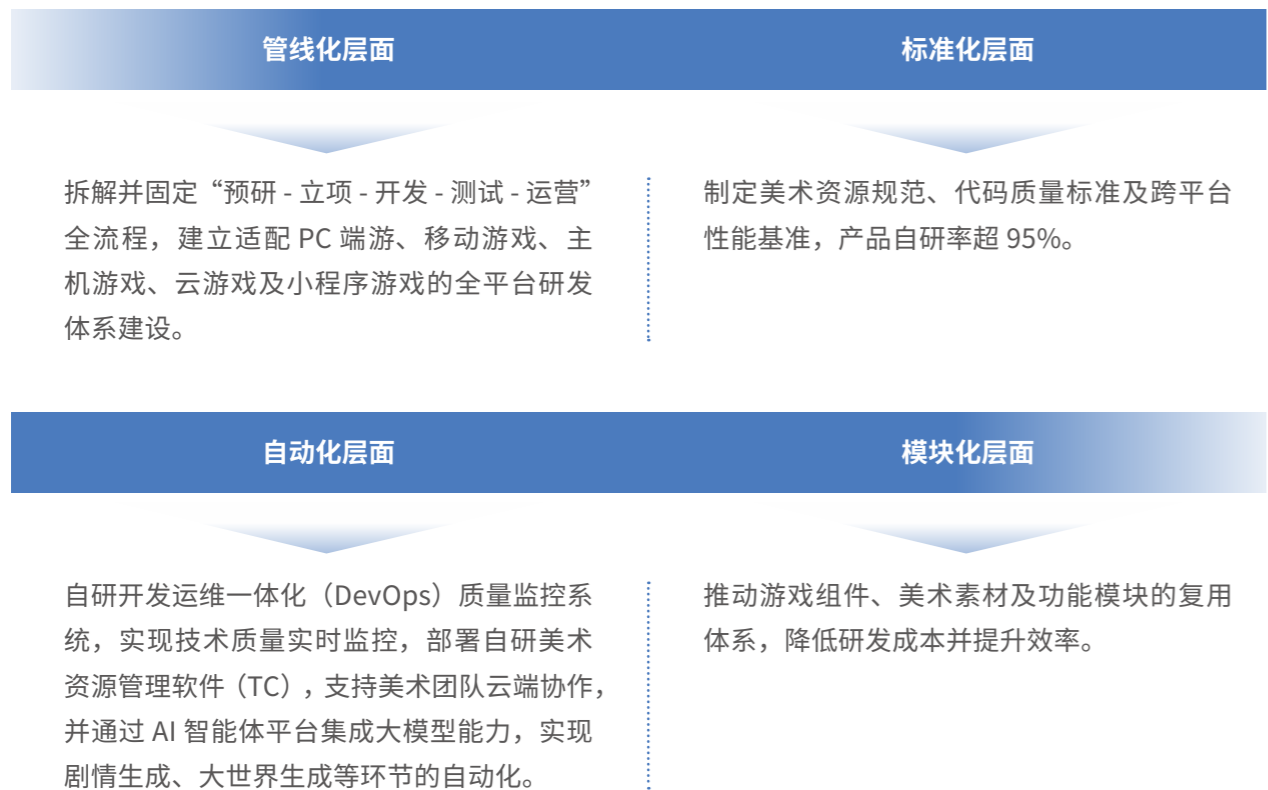 管线化层面
拆解并固定“预研 - 立项 - 开发 - 测试 - 运营”
全流程，建立适配 PC 端游、移动游戏、主
机游戏、云游戏及小程序游戏的全平台研发
体系建设。
标准化层面
制定美术资源规范、代码质量标准及跨平台
性能基准，产品自研率超 95%。
自动化层面
自研开发运维一体化（DevOps）质量监控系
统，实现技术质量实时监控，部署自研美术
资源管理软件（TC），支持美术团队云端协作，
并通过 AI 智能体平台集成大模型能力，实现
剧情生成、大世界生成等环节的自动化。
模块化层面
推动游戏组件、美术素材及功能模块的复用
体系，降低研发成本并提升效率。